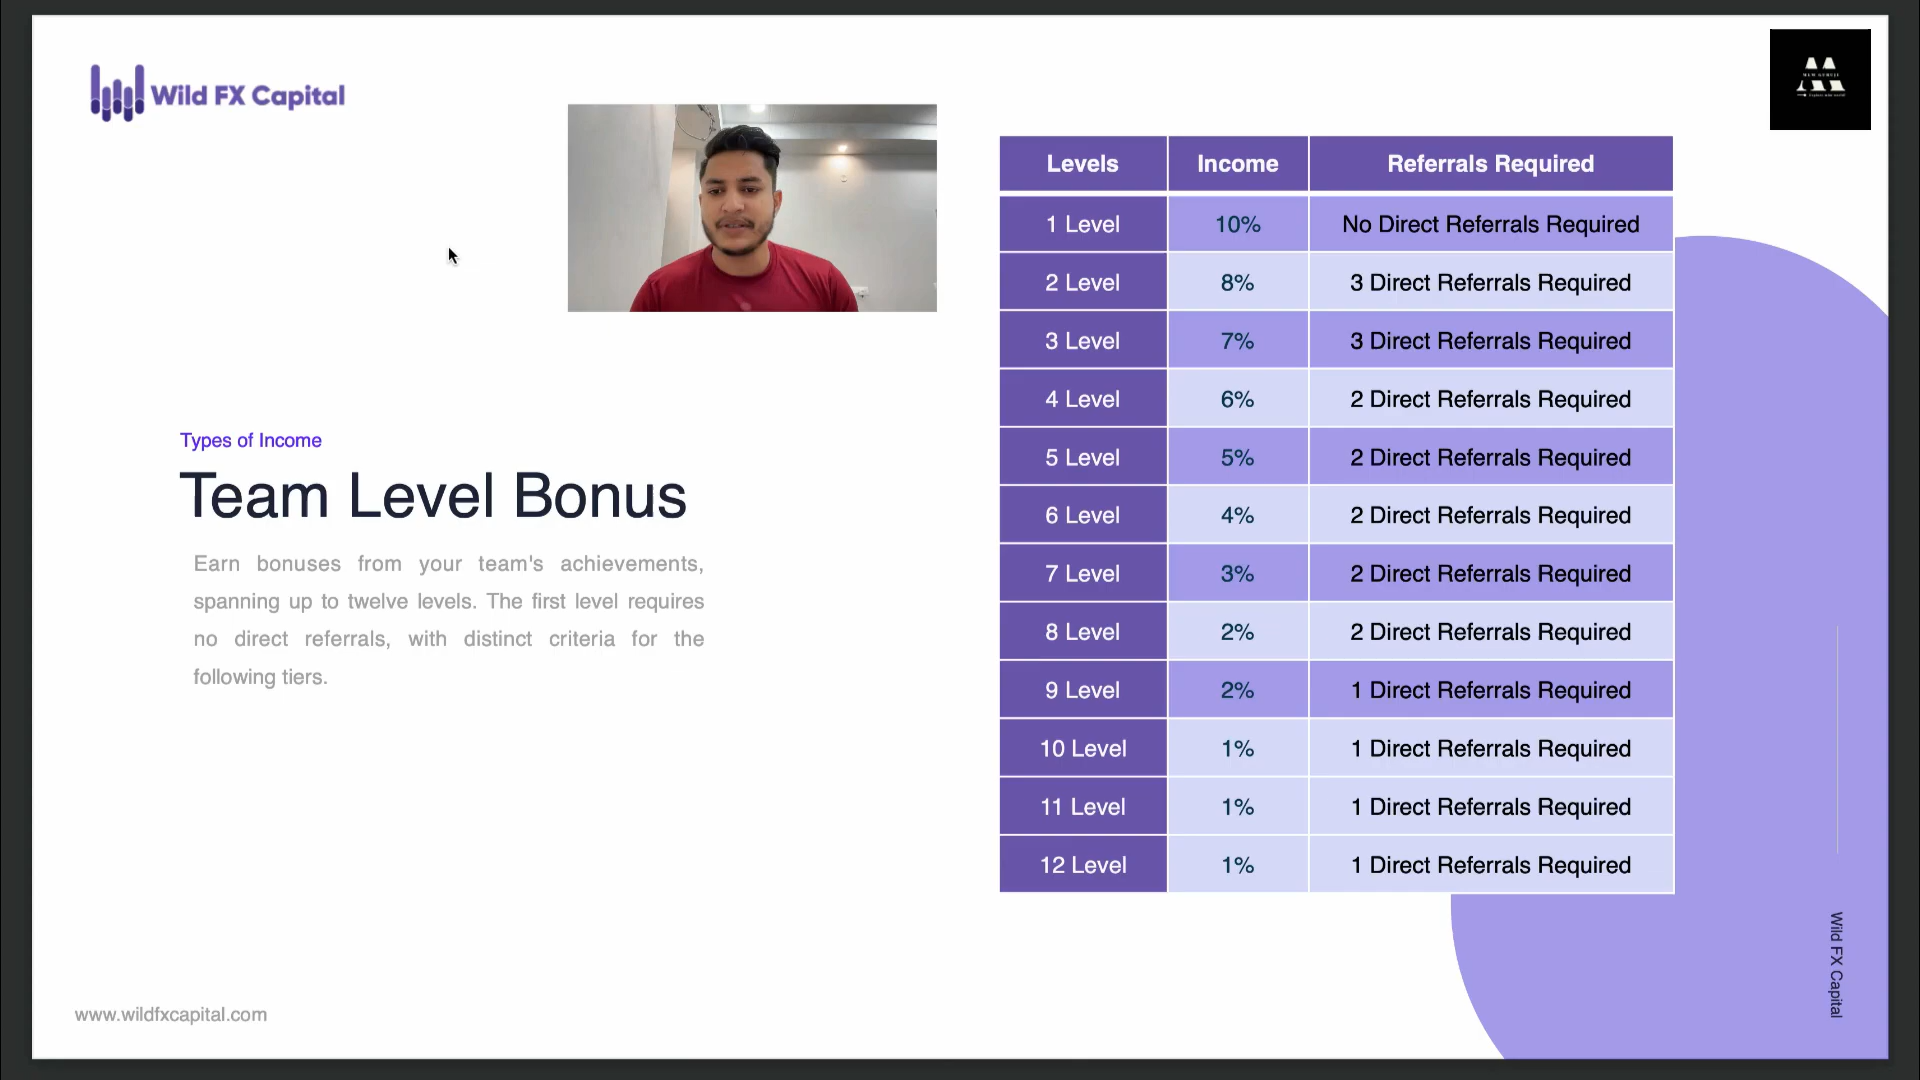 Wild FX Capital
Types of Income
Team Level Bonus
Earn bonuses from your team's achievements,
spanning up to twelve levels. The first level requires
no direct referrals, with distinct criteria for the
following tiers.
www.wildfxcapital.com
Levels Income Referrals Required
1 Level 10% No Direct Referrals Required
2 Level 8% 3 Direct Referrals Required
3 Level 7% 3 Direct Referrals Required
4 Level 6% 2 Direct Referrals Required
5 Level 5% 2 Direct Referrals Required
6 Level 4% 2 Direct Referrals Required
7 Level 3% 2 Direct Referrals Required
8 Level 2% 2 Direct Referrals Required
9 Level 2% 1 Direct Referrals Required
10 Level 1% 1 Direct Referrals Required
11 Level 1% 1 Direct Referrals Required
12 Level 1% 1 Direct Referrals Required
Wild FX Capital